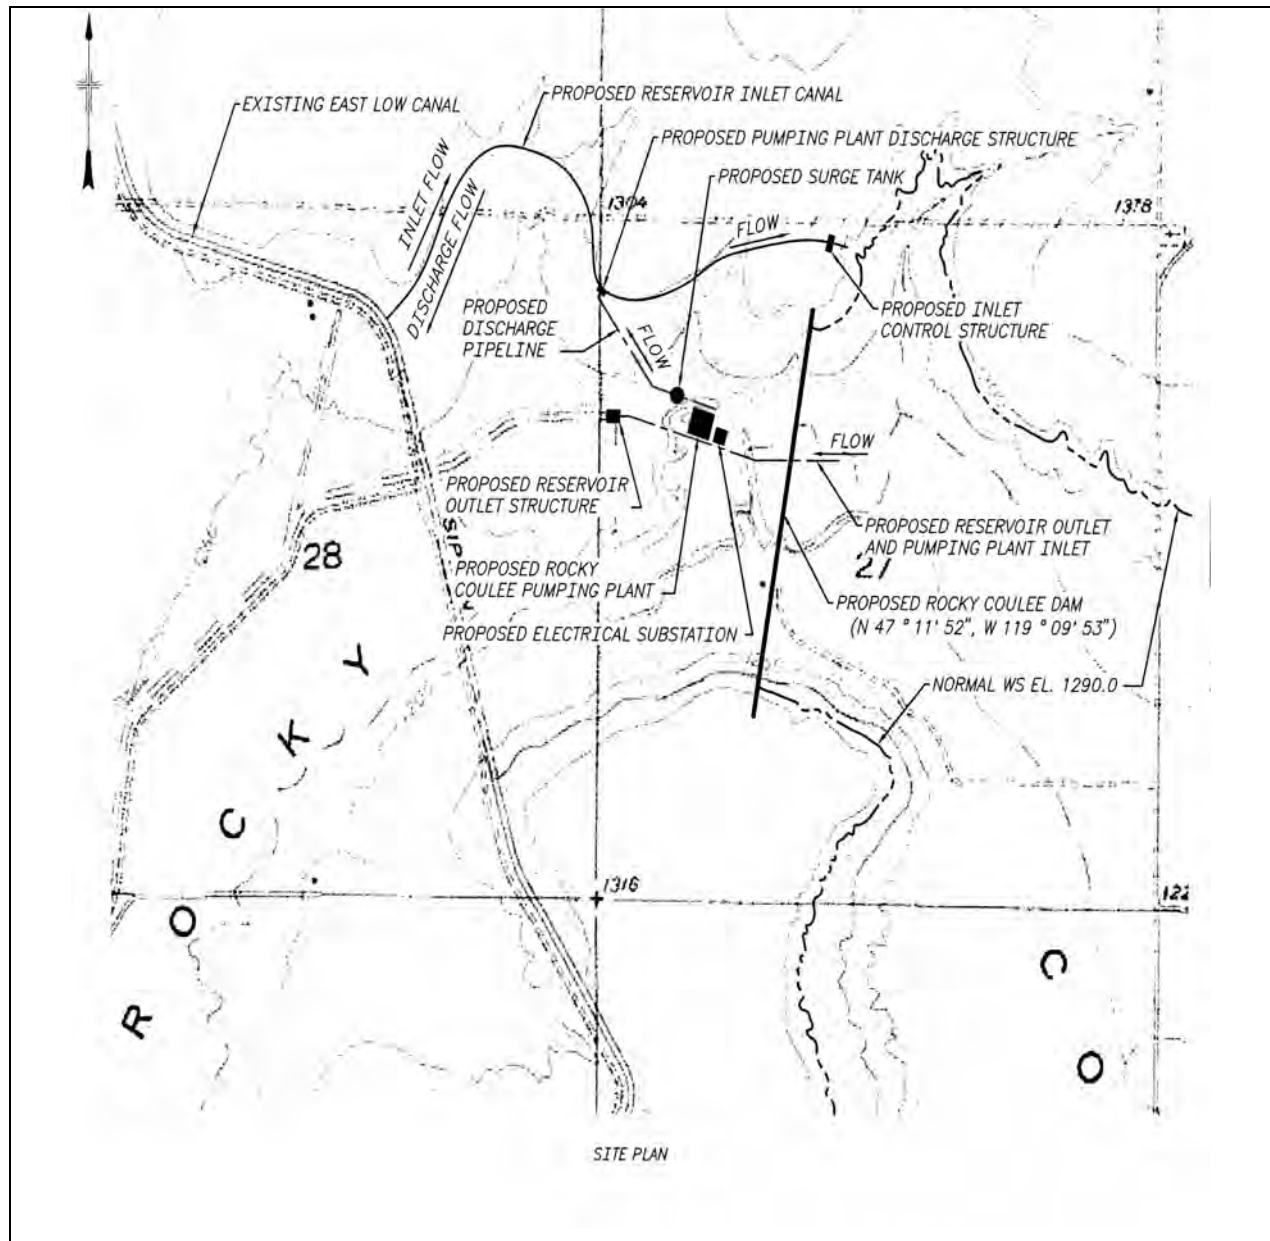 EXISTING EAST LOW CANAL
PROPOSED RESERVOIR INLET CANAL
PROPOSED PUMPING PLANT DISCHARGE STRUCTURE
PROPOSED SURGE TANK
INLET FLOW
DISCHARGE FLOW
1304
1378
FLOW
PROPOSED INLET
CONTROL STRUCTURE
PROPOSED
DISCHARGE
PIPELINE
FLOW
FLOW
PROPOSED RESERVOIR
OUTLET STRUCTURE
SIP
28
PROPOSED RESERVOIR OUTLET
AND PUMPING PLANT INLET
21
PROPOSED ROCKY
COULEE PUMPING PLANT
PROPOSED ROCKY COULEE DAM
(N 47 ° 11' 52", W 119 ° 09' 53")
PROPOSED ELECTRICAL SUBSTATION
NORMAL WS EL. 1290.0
R O C K Y
1316
122
C O
SITE PLAN